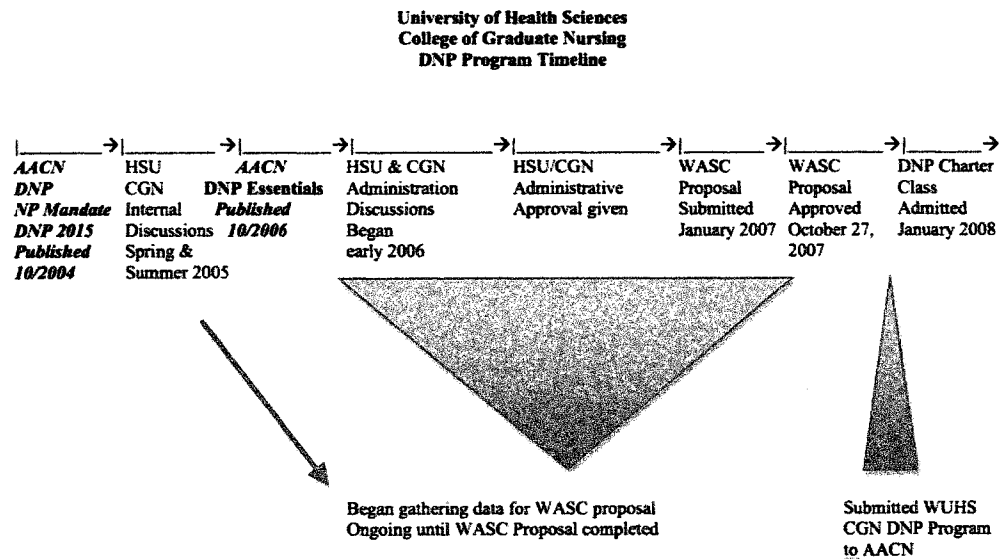 University of Health Sciences
College of Graduate Nursing
DNP Program Timeline
AACN
DNP
NP Mandate
DNP 2015
Published
10/2004
HSU
CGN
Internal
Discussions
Spring &
Summer 2005
AACN
DNP Essentials
Published
10/2006
HSU & CGN
Administration
Discussions
Began
early 2006
HSU/CGN
Administrative
Approval given
WASC
Proposal
Submitted
January 2007
WASC
Proposal
Approved
October 27,
2007
DNP Charter
Class
Admitted
January 2008
Began gathering data for WASC proposal
Ongoing until WASC Proposal completed
Submitted WUHS
CGN DNP Program
to AACN